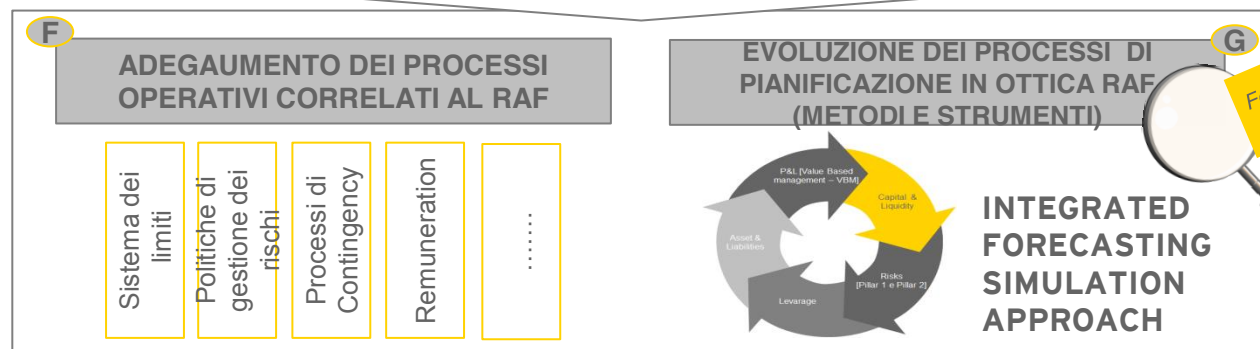 F
ADEGAUMENTO DEI PROCESSI
OPERATIVI CORRELATI AL RAF
Sistema dei
limiti
Politiche di
gestione dei
rischi
Processi di
Contingency
Remuneration
.......
G
EVOLUZIONE DEI PROCESSI DI
PIANIFICAZIONE IN OTTICA RAF
(METODI E STRUMENTI)
P&L [Value Based
management – VBM]
Capital &
Liquidity
Risks
[Pillar 1 e Pillar 2]
Levarage
Asset &
Liabilities
INTEGRATED
FORECASTING
SIMULATION
APPROACH